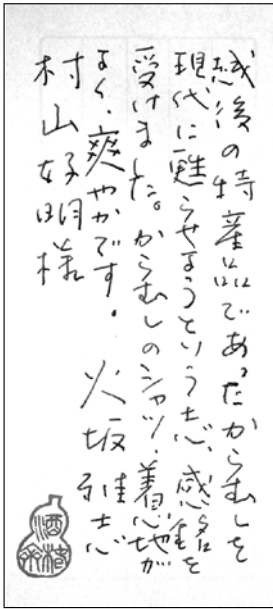 越後の特産品であったからむしを
現代に甦らせようという志、感銘を
受けました。からむしのシャツ、着心地が
よく、爽やかです。 火坂雅志
村山好明様